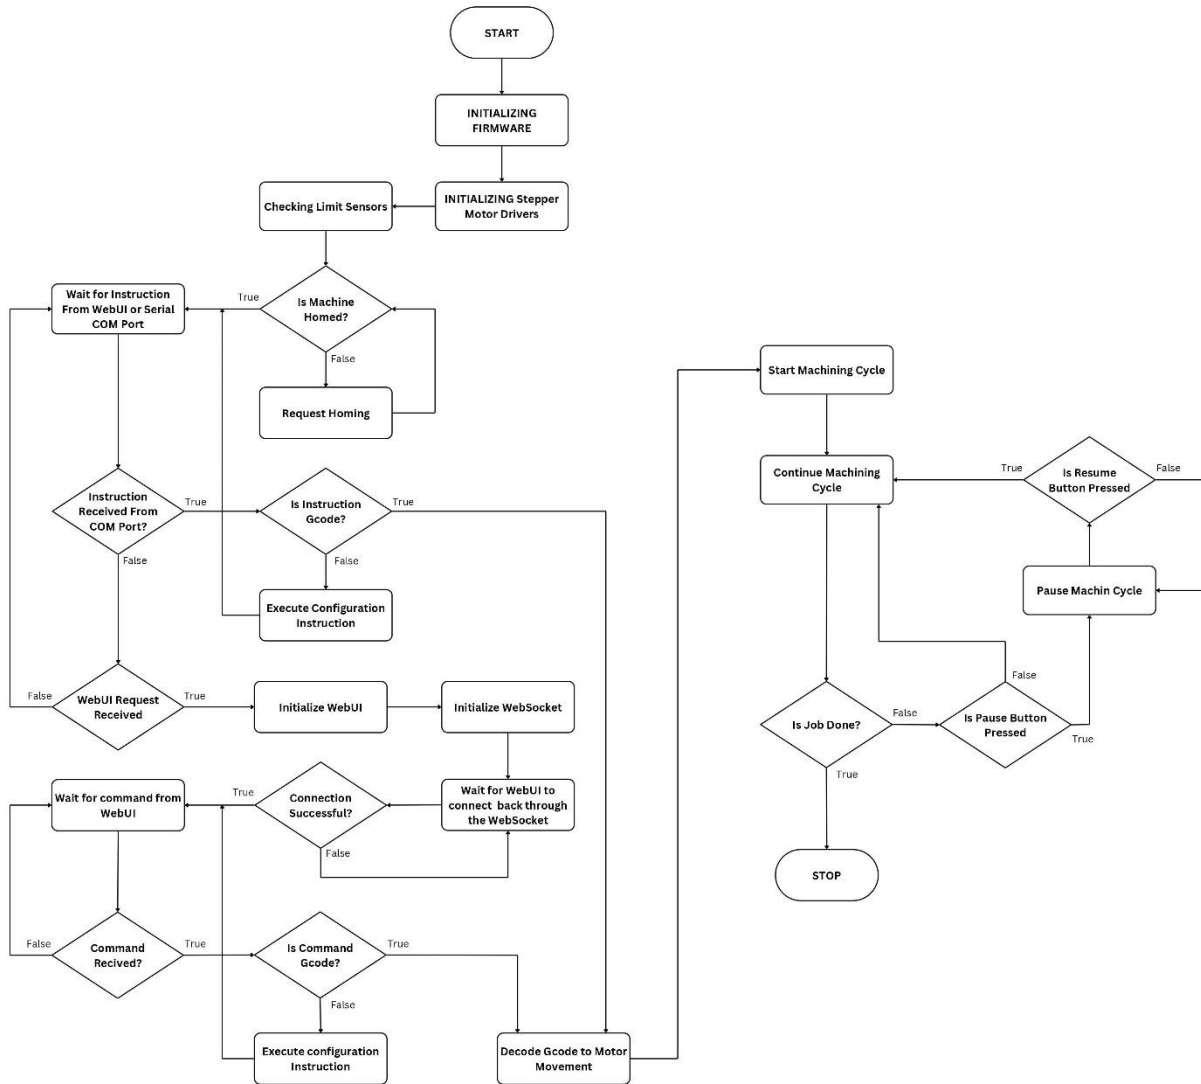 START
INITIALIZING
FIRMWARE
Checking Limit Sensors
INITIALIZING Stepper
Motor Drivers
Wait for Instruction
From WebUI or Serial
COM Port
True
Is Machine
Homed?
False
Request Homing
Instruction
Received From
COM Port?
True
False
Is Instruction
Gcode?
True
False
Execute Configuration
Instruction
False
WebUI Request
Received
True
Initialize WebUI
Initialize WebSocket
Wait for command from
WebUI
True
Connection
Successful?
False
Wait for WebUI to
connect back through
the WebSocket
False
Command
Recived?
True
Is Command
Gcode?
True
False
Execute configuration
Instruction
Decode Gcode to Motor
Movement
Start Machining Cycle
Continue Machining
Cycle
True
Is Resume
Button Pressed
False
Pause Machin Cycle
Is Job Done?
False
True
False
Is Pause Button
Pressed
True
STOP